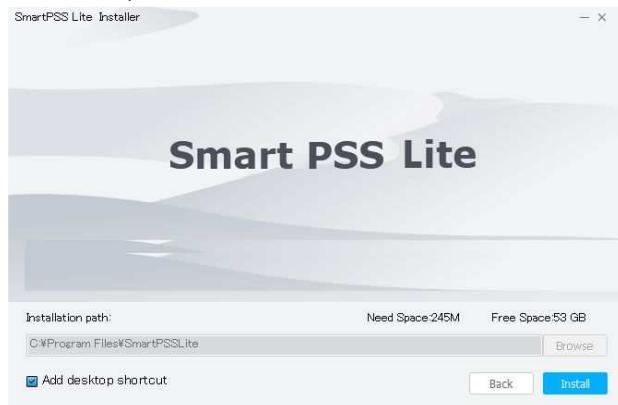 SmartPSS Lite Installer
Smart PSS Lite
Installation path:
Need Space:245M Free Space:53 GB
C:¥Program Files¥SmartPSSLite
Browse
Add desktop shortcut
Back
Install